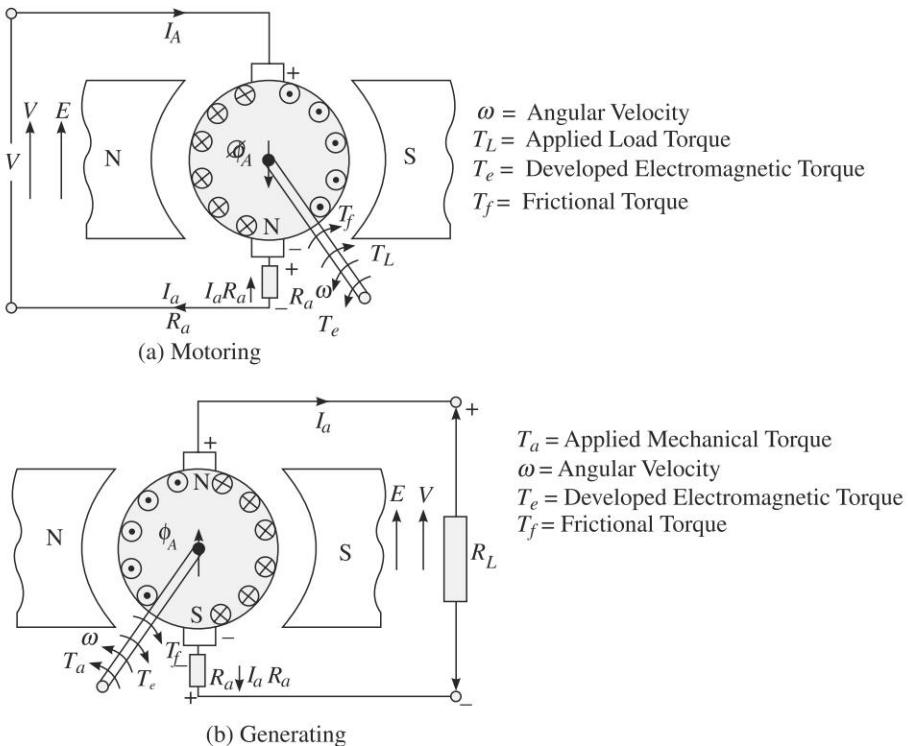 I_A
+
V
V
E
N
S
ϕ_A
N
T_f
−
+
T_L
I_a
I_a R_a
−
R_a
ω
R_a
T_e
(a) Motoring
ω = Angular Velocity
T_L = Applied Load Torque
T_e = Developed Electromagnetic Torque
T_f = Frictional Torque
I_a
+
+
N
N
S
E
V
R_L
ϕ_A
S
ω
T_a
T_f
T_e
−
−
R_a
I_a R_a
+
−
(b) Generating
T_a = Applied Mechanical Torque
ω = Angular Velocity
T_e = Developed Electromagnetic Torque
T_f = Frictional Torque